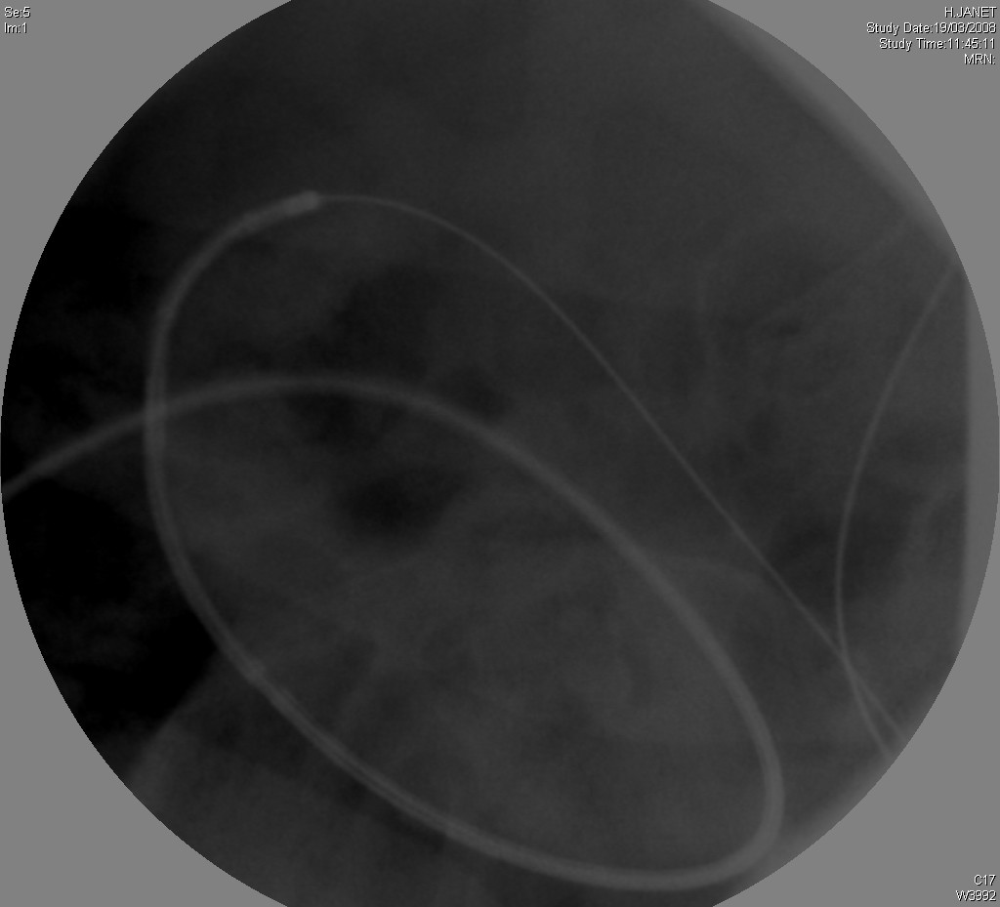 Se:5
Im:1
H.JANET
Study Date:19/03/2008
Study Time:11:45:11
MRN:
C17
W3992